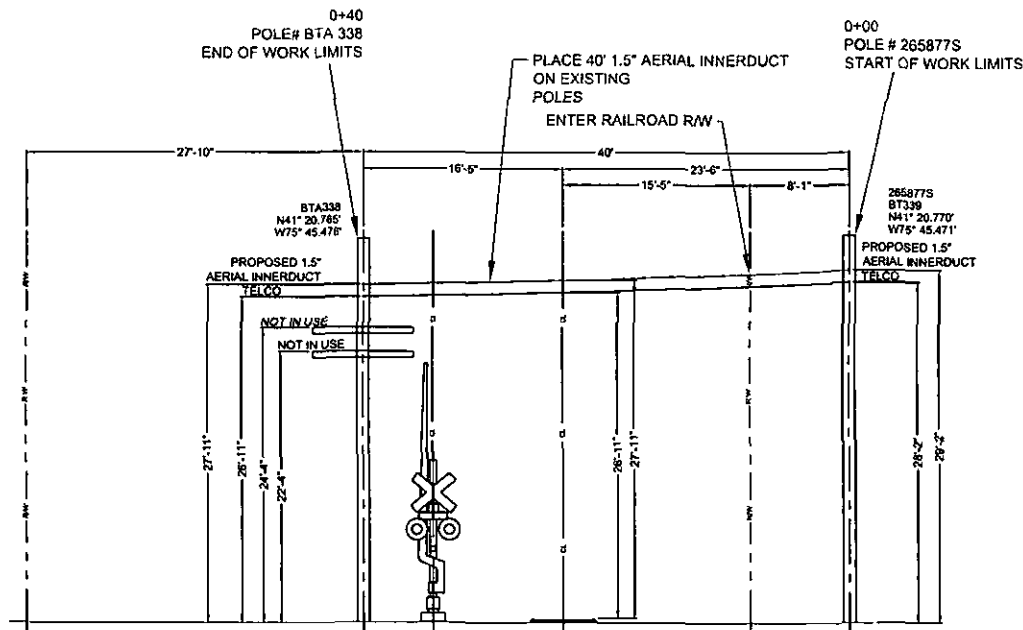 0+40
POLE# BTA 338
END OF WORK LIMITS
PLACE 40' 1.5" AERIAL INNERDUCT
ON EXISTING
POLES
ENTER RAILROAD R/W
0+00
POLE # 265877S
START OF WORK LIMITS
27'-10"
40'
16'-5"
23'-6"
15'-5"
8'-1"
BTA338
N41° 20.765'
W75° 45.476'
265877S
BT339
N41° 20.770'
W75° 45.471'
PROPOSED 1.5"
AERIAL INNERDUCT
TELCO
PROPOSED 1.5"
AERIAL INNERDUCT
TELCO
NOT IN USE
NOT IN USE
R/W
R/W
R/W
R/W
R/W
CL
CL
CL
CL
27'-11"
26'-11"
24'-4"
22'-4"
26'-11"
27'-11"
28'-2"
29'-2"